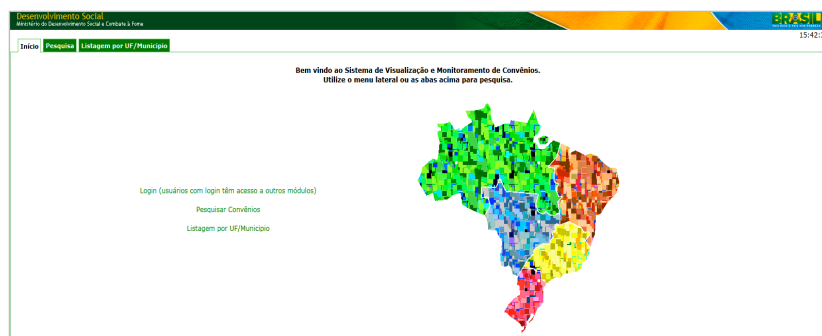 Desenvolvimento Social
Ministério do Desenvolvimento Social e Combate à Fome
BRASIL
15:42:
Início Pesquisa Listagem por UF/Município
Bem vindo ao Sistema de Visualização e Monitoramento de Convênios.
Utilize o menu lateral ou as abas acima para pesquisa.
Login (usuários com login têm acesso a outros módulos)
Pesquisar Convênios
Listagem por UF/Município